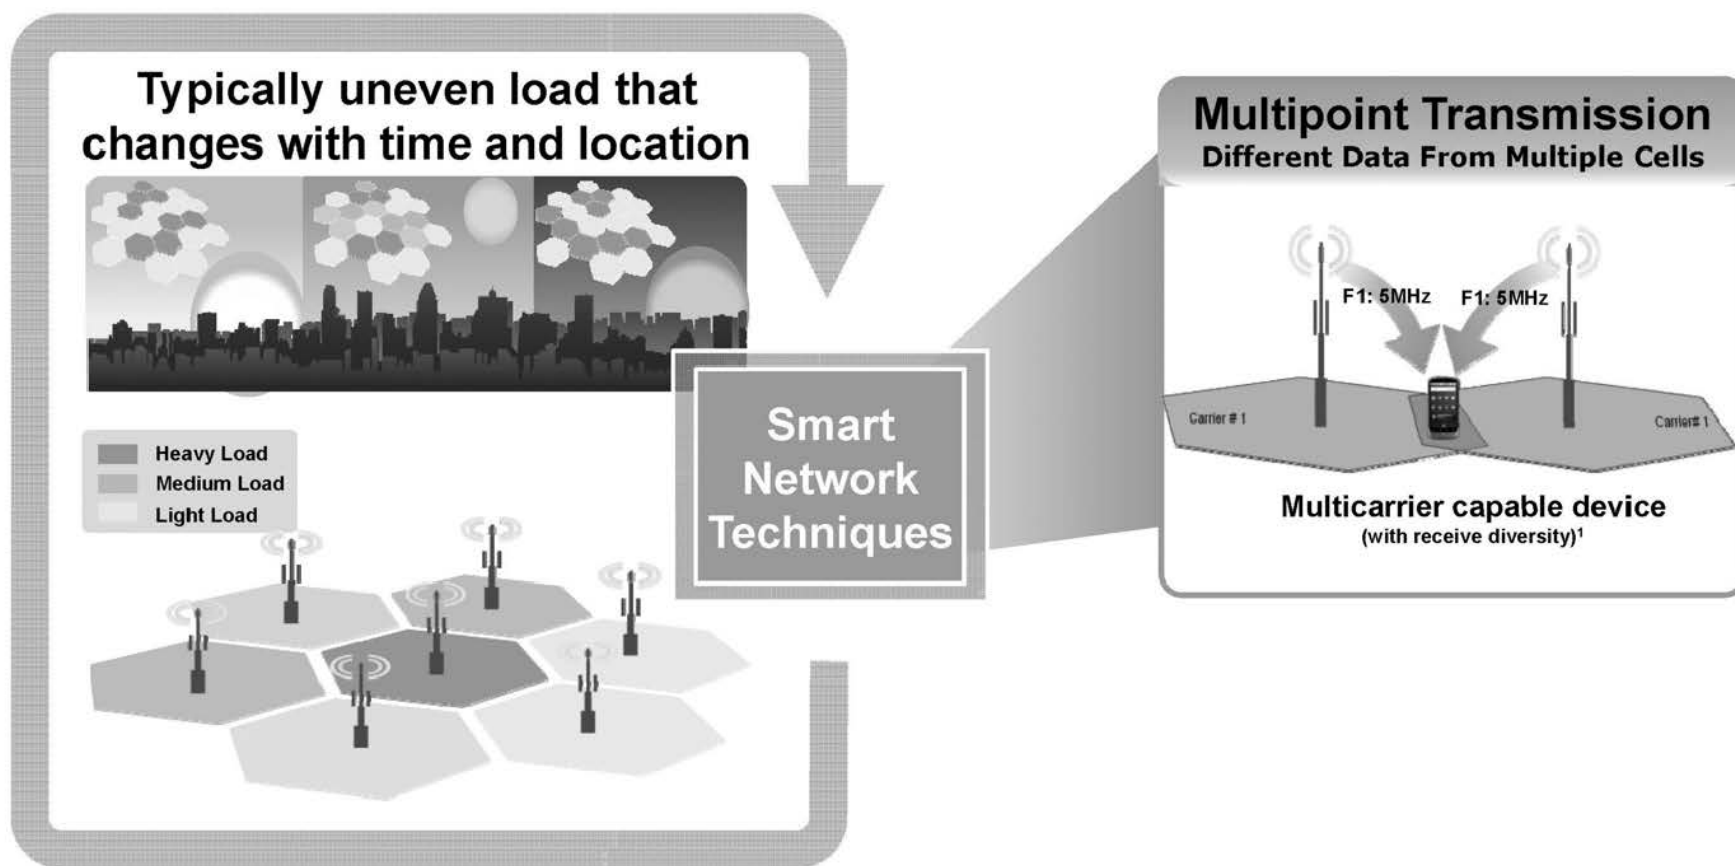 Typically uneven load that
changes with time and location
Heavy Load
Medium Load
Light Load
Smart
Network
Techniques
Multipoint Transmission
Different Data From Multiple Cells
F1: 5MHz
F1: 5MHz
Carrier # 1
Carrier# 1
Multicarrier capable device
(with receive diversity)¹